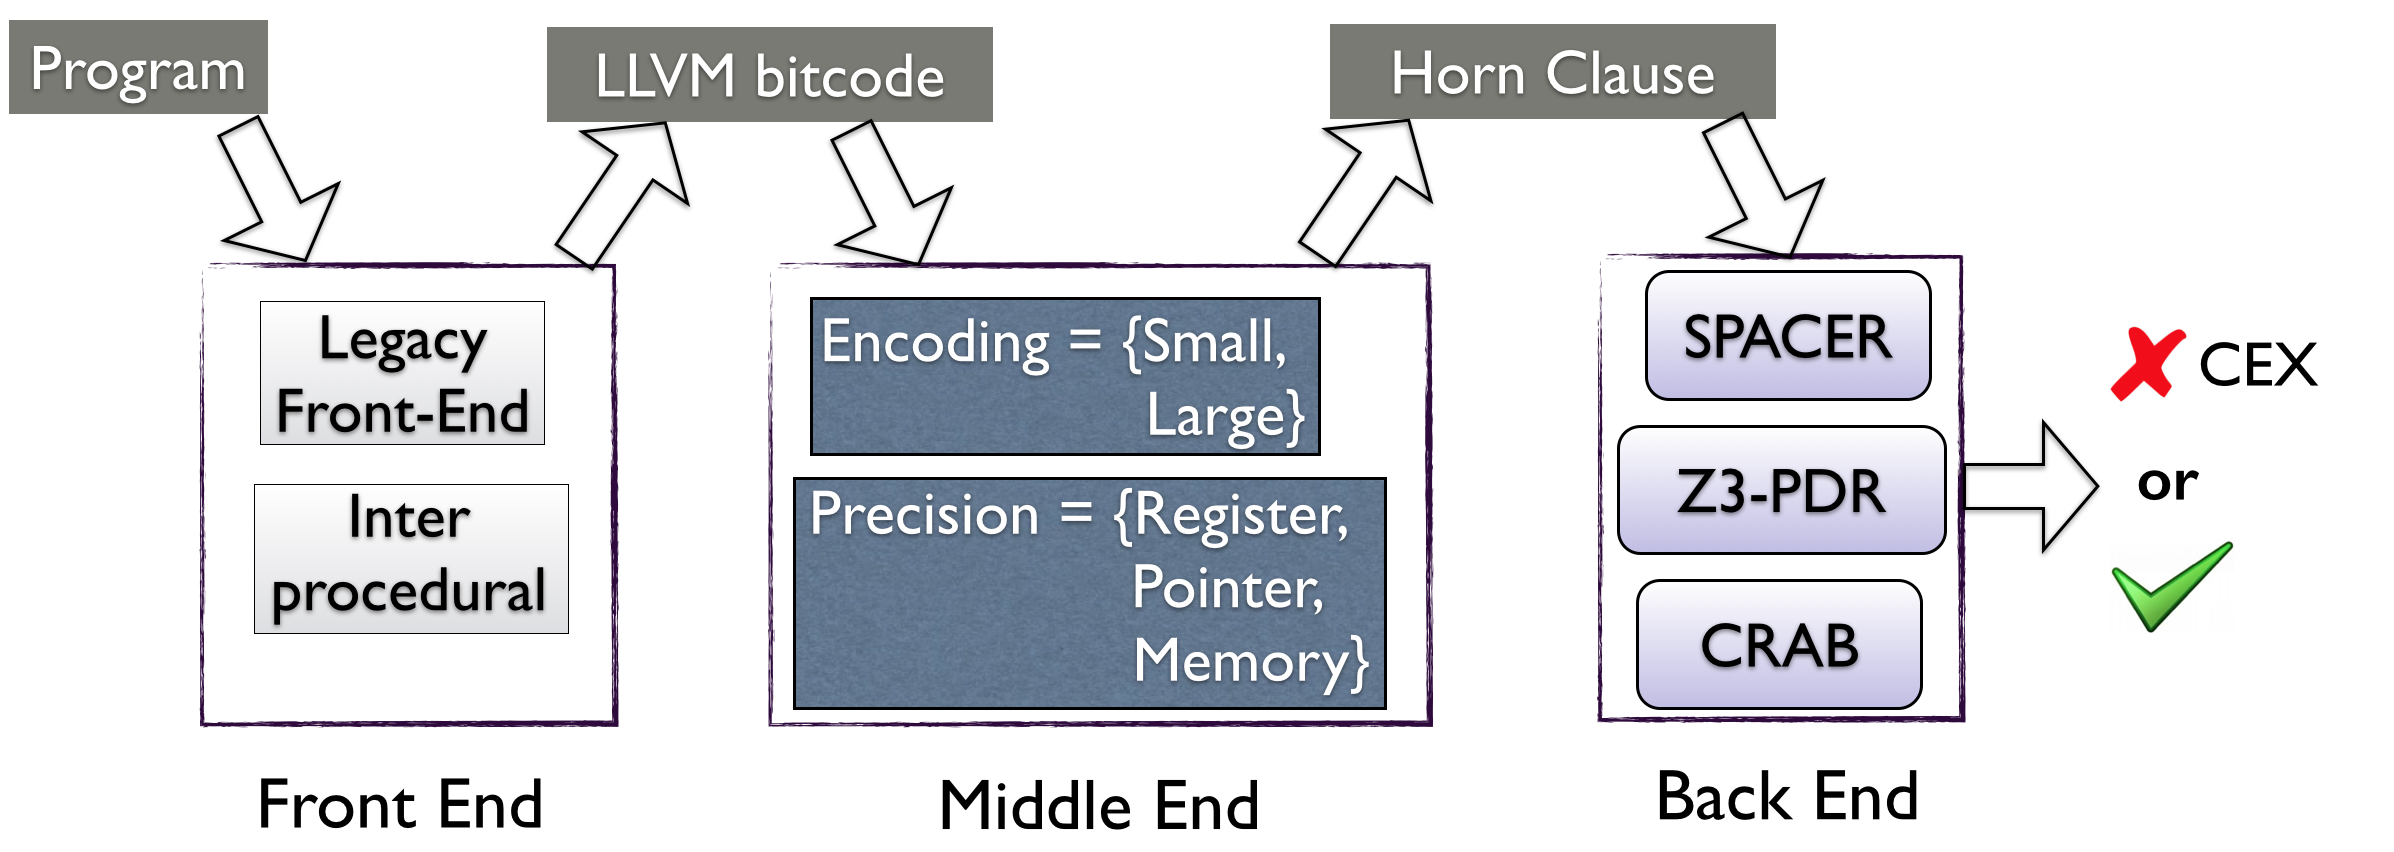 Program
LLVM bitcode
Horn Clause
Legacy
Front-End
Inter
procedural
Encoding = {Small,
Large}
Precision = {Register,
Pointer,
Memory}
SPACER
Z3-PDR
CRAB
CEX
or
Front End
Middle End
Back End